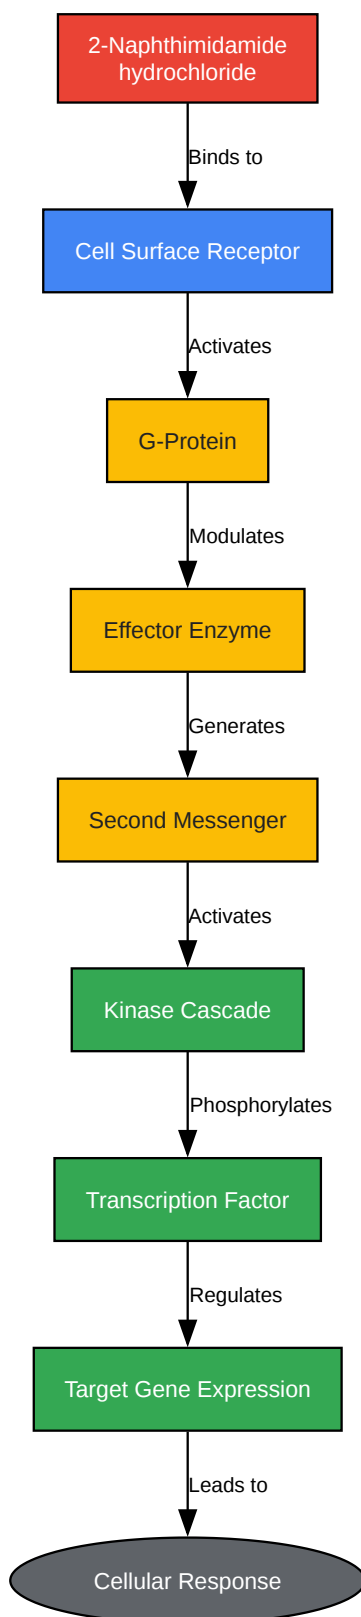 2-Naphthimidamide
hydrochloride
Binds to
Cell Surface Receptor
Activates
G-Protein
Modulates
Effector Enzyme
Generates
Second Messenger
Activates
Kinase Cascade
Phosphorylates
Transcription Factor
Regulates
Target Gene Expression
Leads to
Cellular Response